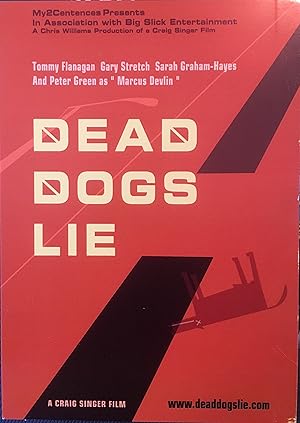 My2Centences Presents
In Association with Big Slick Entertainment
A Chris Williams Production of a Craig Singer Film
Tommy Flanagan Gary Stretch Sarah Graham-Hayes
And Peter Green as " Marcus Devlin "
DEAD
DOGS
LIE
A CRAIG SINGER FILM
www.deaddogslie.com